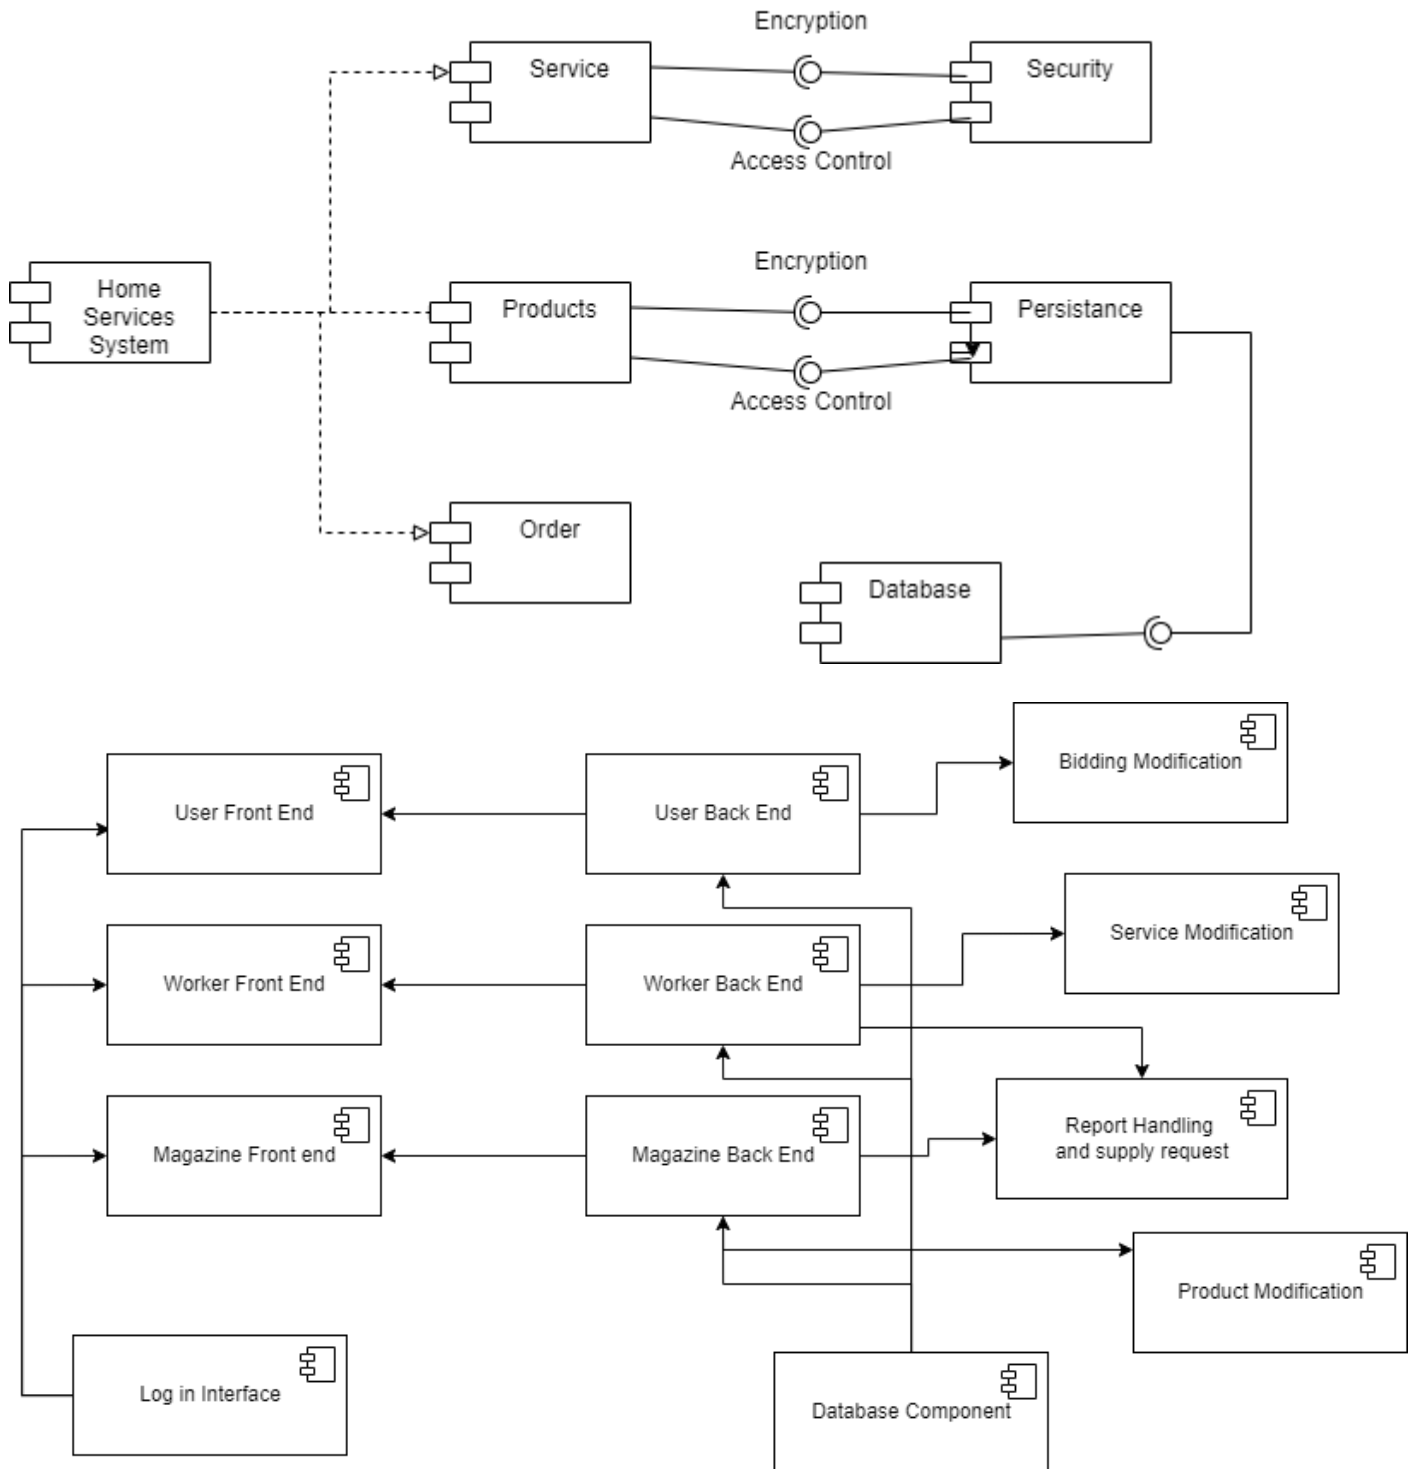 Encryption
Service
Security
Access Control
Encryption
Home
Services
System
Products
Persistance
Access Control
Order
Database
Bidding Modification
User Front End
User Back End
Service Modification
Worker Front End
Worker Back End
Report Handling
and supply request
Magazine Front end
Magazine Back End
Product Modification
Log in Interface
Database Component